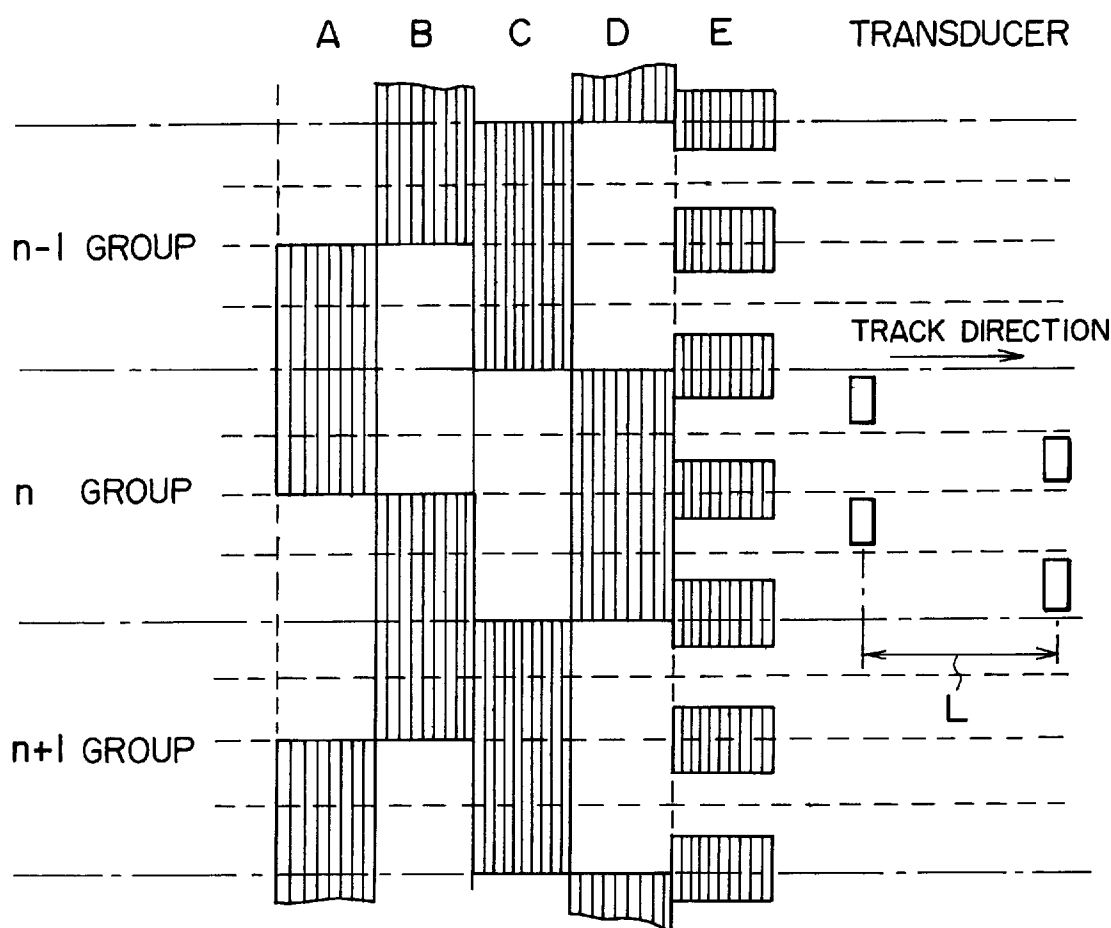 A B C D E TRANSDUCER
n-1 GROUP
TRACK DIRECTION
n GROUP
L
n+1 GROUP